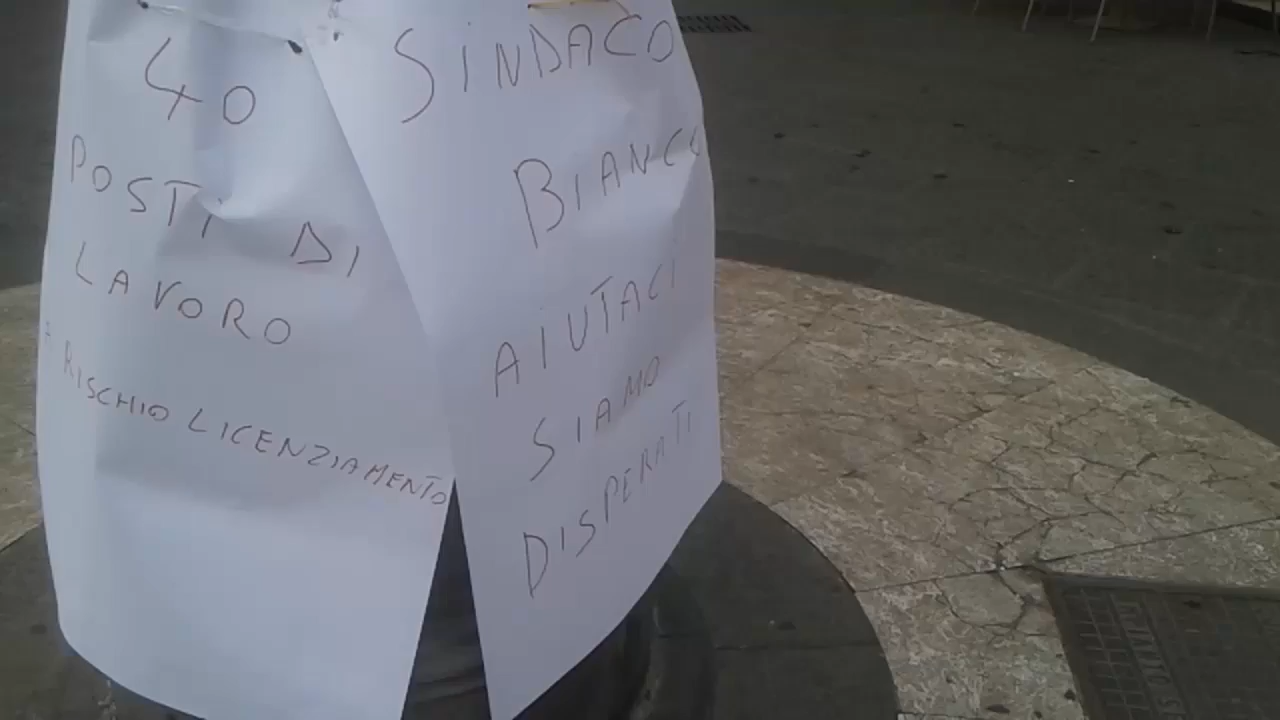 40
POSTI DI
LAVORO
A RISCHIO LICENZIAMENTO
SINDACO
BIANCO
AIUTACI
SIAMO
DISPERATI